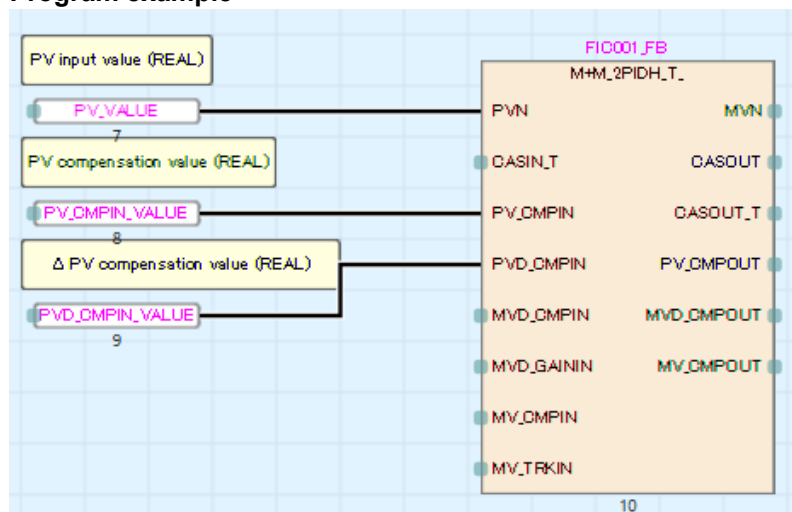 Program example
PV input value (REAL)
PV_VALUE
7
PV compensation value (REAL)
PV_CMPIN_VALUE
8
Δ PV compensation value (REAL)
PVD_CMPIN_VALUE
9
FIC001_FB
M+M_2PIDH_T_
PVN MVN
CASIN_T CASOUT
PV_CMPIN CASOUT_T
PVD_CMPIN PV_CMPOUT
MVD_CMPIN MVD_CMPOUT
MVD_GAININ MV_CMPOUT
MV_CMPIN
MV_TRKIN
10